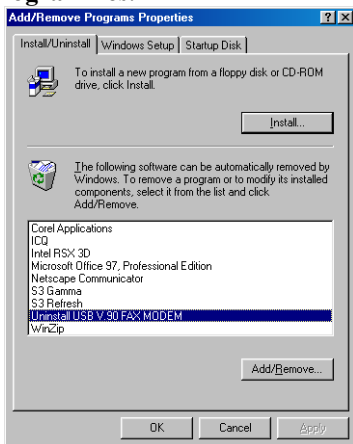 Add/Remove Programs Properties
Install/Uninstall Windows Setup Startup Disk
To install a new program from a floppy disk or CD-ROM
drive, click Install.
Install...
The following software can be automatically removed by
Windows. To remove a program or to modify its installed
components, select it from the list and click
Add/Remove.
Corel Applications
ICQ
Intel RSX 3D
Microsoft Office 97, Professional Edition
Netscape Communicator
S3 Gamma
S3 Refresh
Uninstall USB V.90 FAX MODEM
WinZip
Add/Remove...
OK Cancel Apply